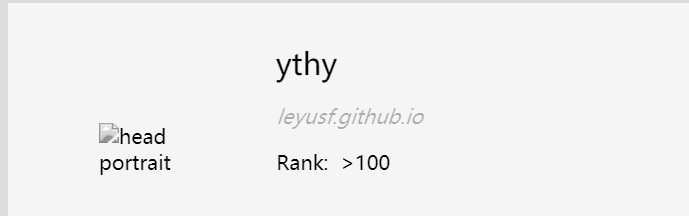 ythy
leyusf.github.io
head
portrait
Rank: >100